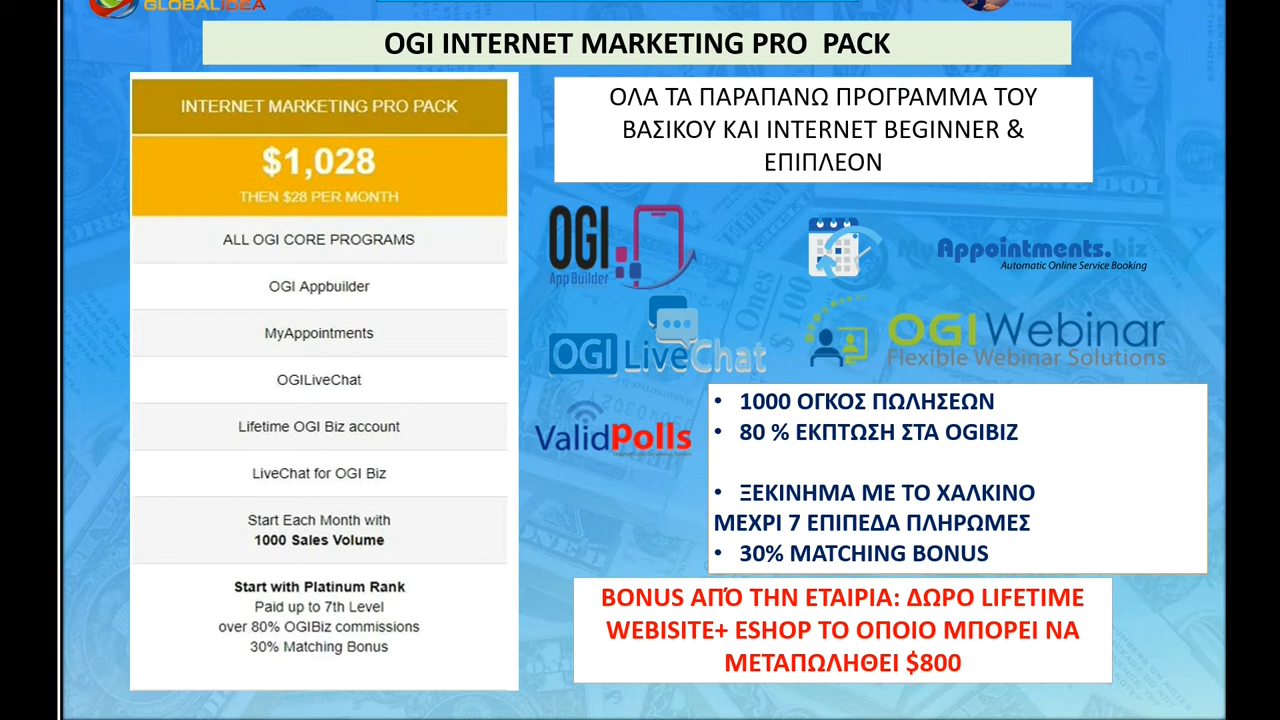 GLOBALIDEA
OGI INTERNET MARKETING PRO PACK
INTERNET MARKETING PRO PACK
$1,028
THEN $28 PER MONTH
ALL OGI CORE PROGRAMS
OGI Appbuilder
MyAppointments
OGILiveChat
Lifetime OGI Biz account
LiveChat for OGI Biz
Start Each Month with
1000 Sales Volume
Start with Platinum Rank
Paid up to 7th Level
over 80% OGIBiz commissions
30% Matching Bonus
ΟΛΑ ΤΑ ΠΑΡΑΠΑΝΩ ΠΡΟΓΡΑΜΜΑ ΤΟΥ
ΒΑΣΙΚΟΥ ΚΑΙ INTERNET BEGINNER &
ΕΠΙΠΛΕΟΝ
OGI
App Builder
MyAppointments.biz
Automatic Online Service Booking
OGI LiveChat
OGI Webinar
Flexible Webinar Solutions
ValidPolls
• 1000 ΟΓΚΟΣ ΠΩΛΗΣΕΩΝ
• 80 % ΕΚΠΤΩΣΗ ΣΤΑ OGIBIZ
• ΞΕΚΙΝΗΜΑ ΜΕ ΤΟ ΧΑΛΚΙΝΟ
ΜΕΧΡΙ 7 ΕΠΙΠΕΔΑ ΠΛΗΡΩΜΕΣ
• 30% MATCHING BONUS
BONUS ΑΠΌ ΤΗΝ ΕΤΑΙΡΙΑ: ΔΩΡΟ LIFETIME
WEBISITE+ ESHOP ΤΟ ΟΠΟΙΟ ΜΠΟΡΕΙ ΝΑ
ΜΕΤΑΠΩΛΗΘΕΙ $800